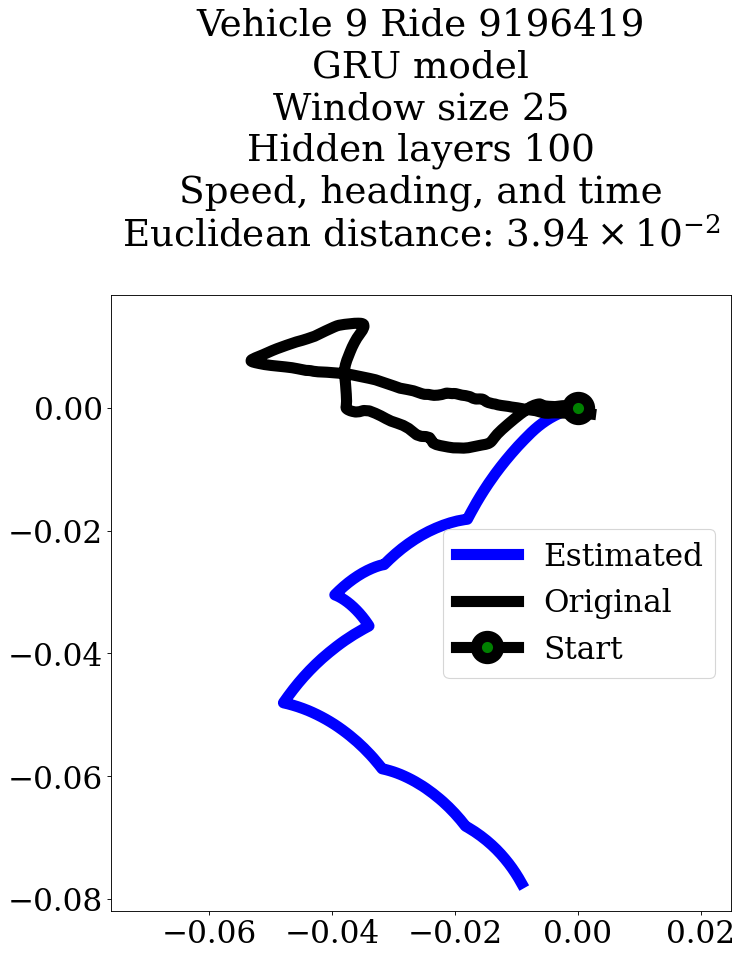 Vehicle 9 Ride 9196419
GRU model
Window size 25
Hidden layers 100
Speed, heading, and time
Euclidean distance: 3.94 × 10⁻²
0.00
−0.02
−0.04
−0.06
−0.08
Estimated
Original
Start
−0.06 −0.04 −0.02 0.00 0.02